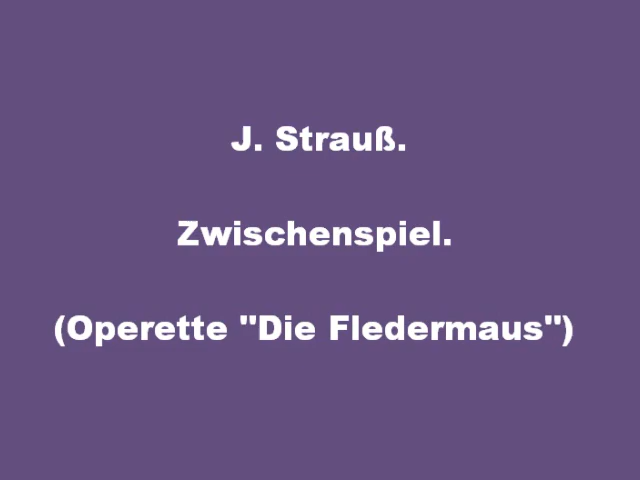 J. Strauß.
Zwischenspiel.
(Operette "Die Fledermaus")